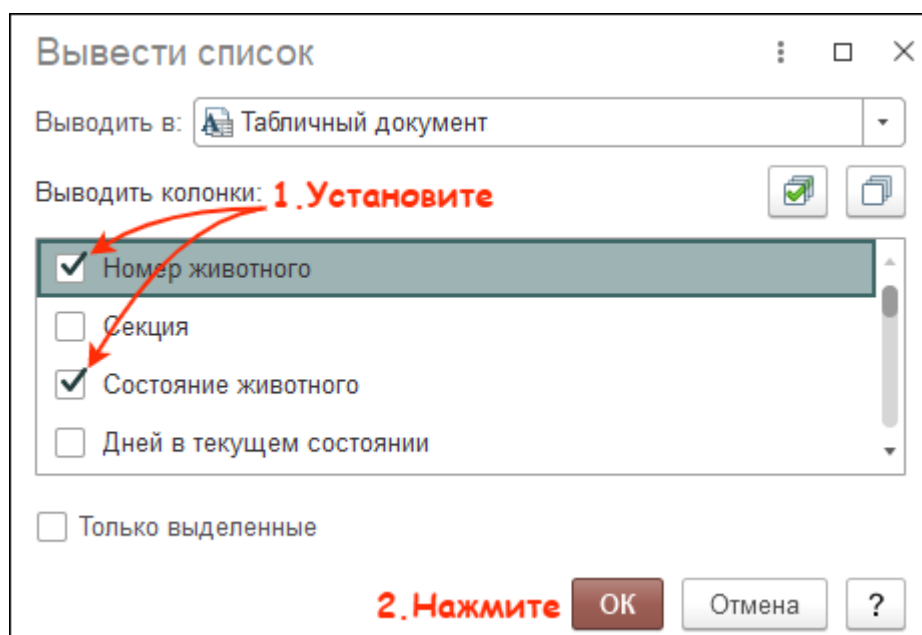 Вывести список
Выводить в: Табличный документ
Выводить колонки: 1.Установите
Номер животного
Секция
Состояние животного
Дней в текущем состоянии
Только выделенные
2.Нажмите ОК Отмена ?